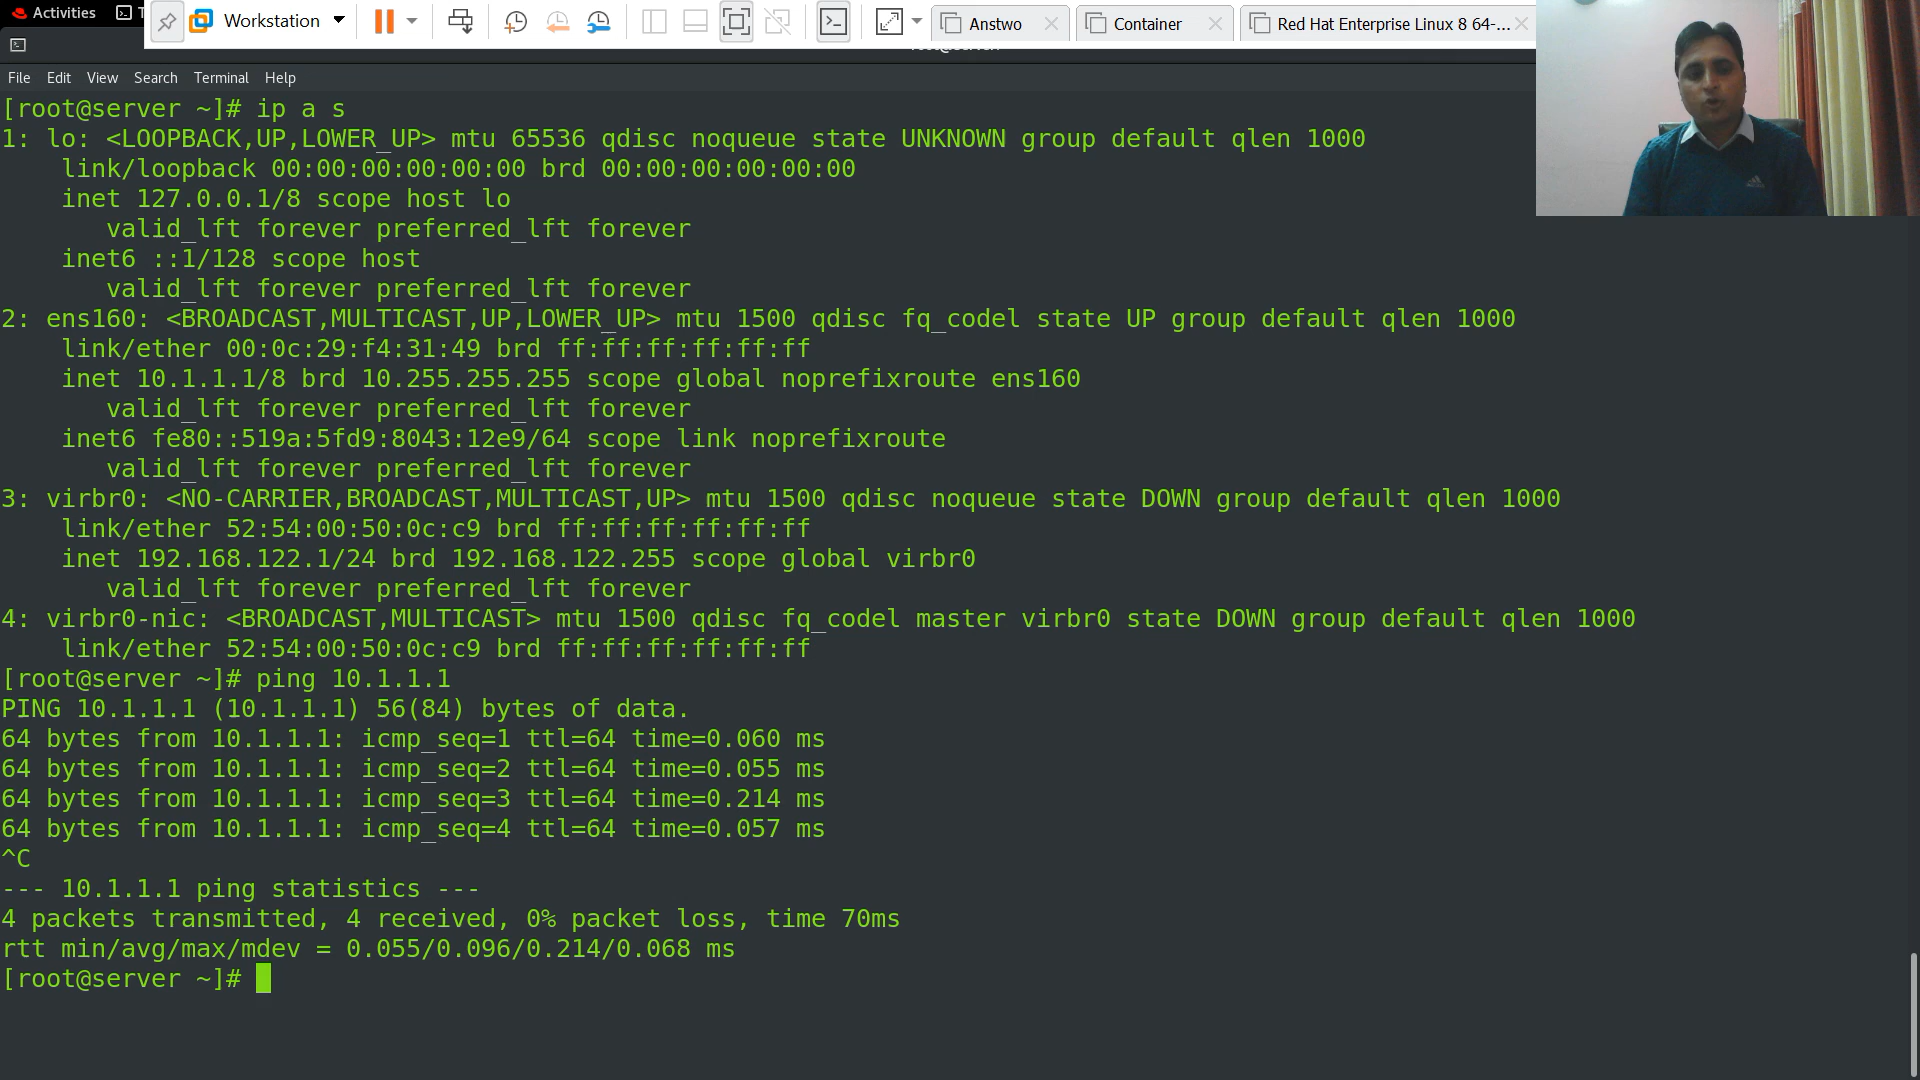 Activities
Workstation
Anstwo
Container
Red Hat Enterprise Linux 8 64-...
File Edit View Search Terminal Help
[root@server ~]# ip a s
1: lo: <LOOPBACK,UP,LOWER_UP> mtu 65536 qdisc noqueue state UNKNOWN group default qlen 1000
    link/loopback 00:00:00:00:00:00 brd 00:00:00:00:00:00
    inet 127.0.0.1/8 scope host lo
       valid_lft forever preferred_lft forever
    inet6 ::1/128 scope host
       valid_lft forever preferred_lft forever
2: ens160: <BROADCAST,MULTICAST,UP,LOWER_UP> mtu 1500 qdisc fq_codel state UP group default qlen 1000
    link/ether 00:0c:29:f4:31:49 brd ff:ff:ff:ff:ff:ff
    inet 10.1.1.1/8 brd 10.255.255.255 scope global noprefixroute ens160
       valid_lft forever preferred_lft forever
    inet6 fe80::519a:5fd9:8043:12e9/64 scope link noprefixroute
       valid_lft forever preferred_lft forever
3: virbr0: <NO-CARRIER,BROADCAST,MULTICAST,UP> mtu 1500 qdisc noqueue state DOWN group default qlen 1000
    link/ether 52:54:00:50:0c:c9 brd ff:ff:ff:ff:ff:ff
    inet 192.168.122.1/24 brd 192.168.122.255 scope global virbr0
       valid_lft forever preferred_lft forever
4: virbr0-nic: <BROADCAST,MULTICAST> mtu 1500 qdisc fq_codel master virbr0 state DOWN group default qlen 1000
    link/ether 52:54:00:50:0c:c9 brd ff:ff:ff:ff:ff:ff
[root@server ~]# ping 10.1.1.1
PING 10.1.1.1 (10.1.1.1) 56(84) bytes of data.
64 bytes from 10.1.1.1: icmp_seq=1 ttl=64 time=0.060 ms
64 bytes from 10.1.1.1: icmp_seq=2 ttl=64 time=0.055 ms
64 bytes from 10.1.1.1: icmp_seq=3 ttl=64 time=0.214 ms
64 bytes from 10.1.1.1: icmp_seq=4 ttl=64 time=0.057 ms
^C
--- 10.1.1.1 ping statistics ---
4 packets transmitted, 4 received, 0% packet loss, time 70ms
rtt min/avg/max/mdev = 0.055/0.096/0.214/0.068 ms
[root@server ~]#